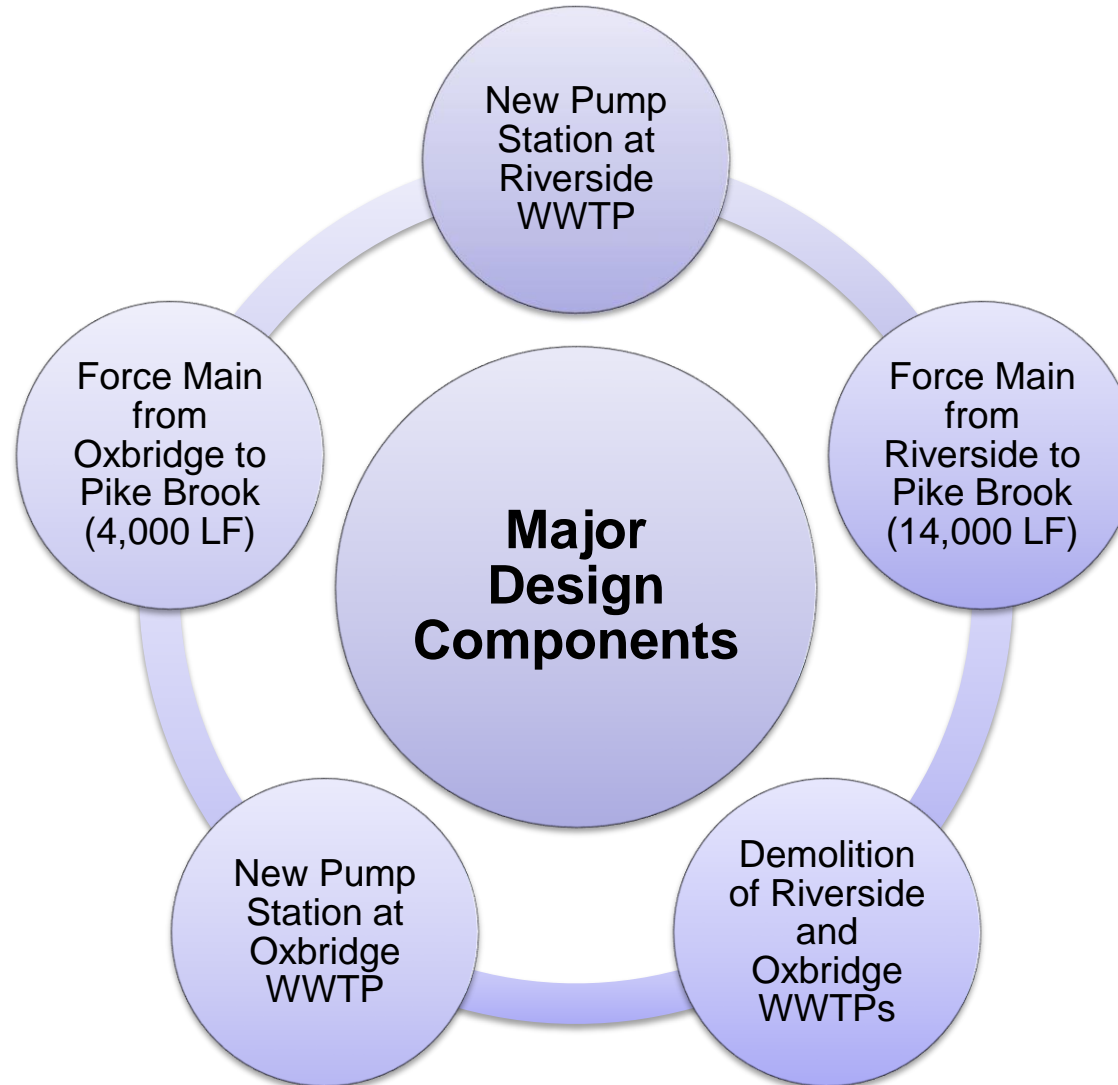 New Pump
Station at
Riverside
WWTP
Force Main
from
Riverside to
Pike Brook
(14,000 LF)
Demolition
of Riverside
and
Oxbridge
WWTPs
New Pump
Station at
Oxbridge
WWTP
Force Main
from
Oxbridge to
Pike Brook
(4,000 LF)
Major
Design
Components